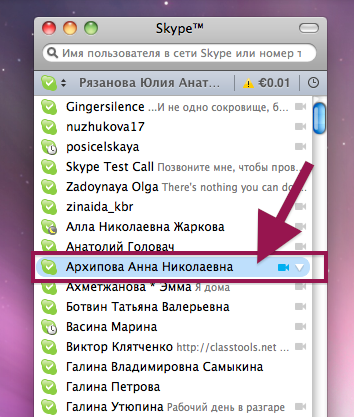 Skype™
Имя пользователя в сети Skype или номер т
Рязанова Юлия Анат... €0.01
Gingersilence ...И не одно сокровище, б
nuzhukova17
posicelskaya
Skype Test Call Позвоните мне, чтобы пров
Zadoynaya Olga There's nothing you can do
zinaida_kbr
Алла Николаевна Жаркова
Анатолий Головач
Архипова Анна Николаевна
Ахметжанова * Эмма Я дома
Ботвин Татьяна Валерьевна
Васина Марина
Виктор Клятченко http://classtools.net
Галина Владимировна Самыкина
Галина Петрова
Галина Утюпина Рабочий день в разгаре